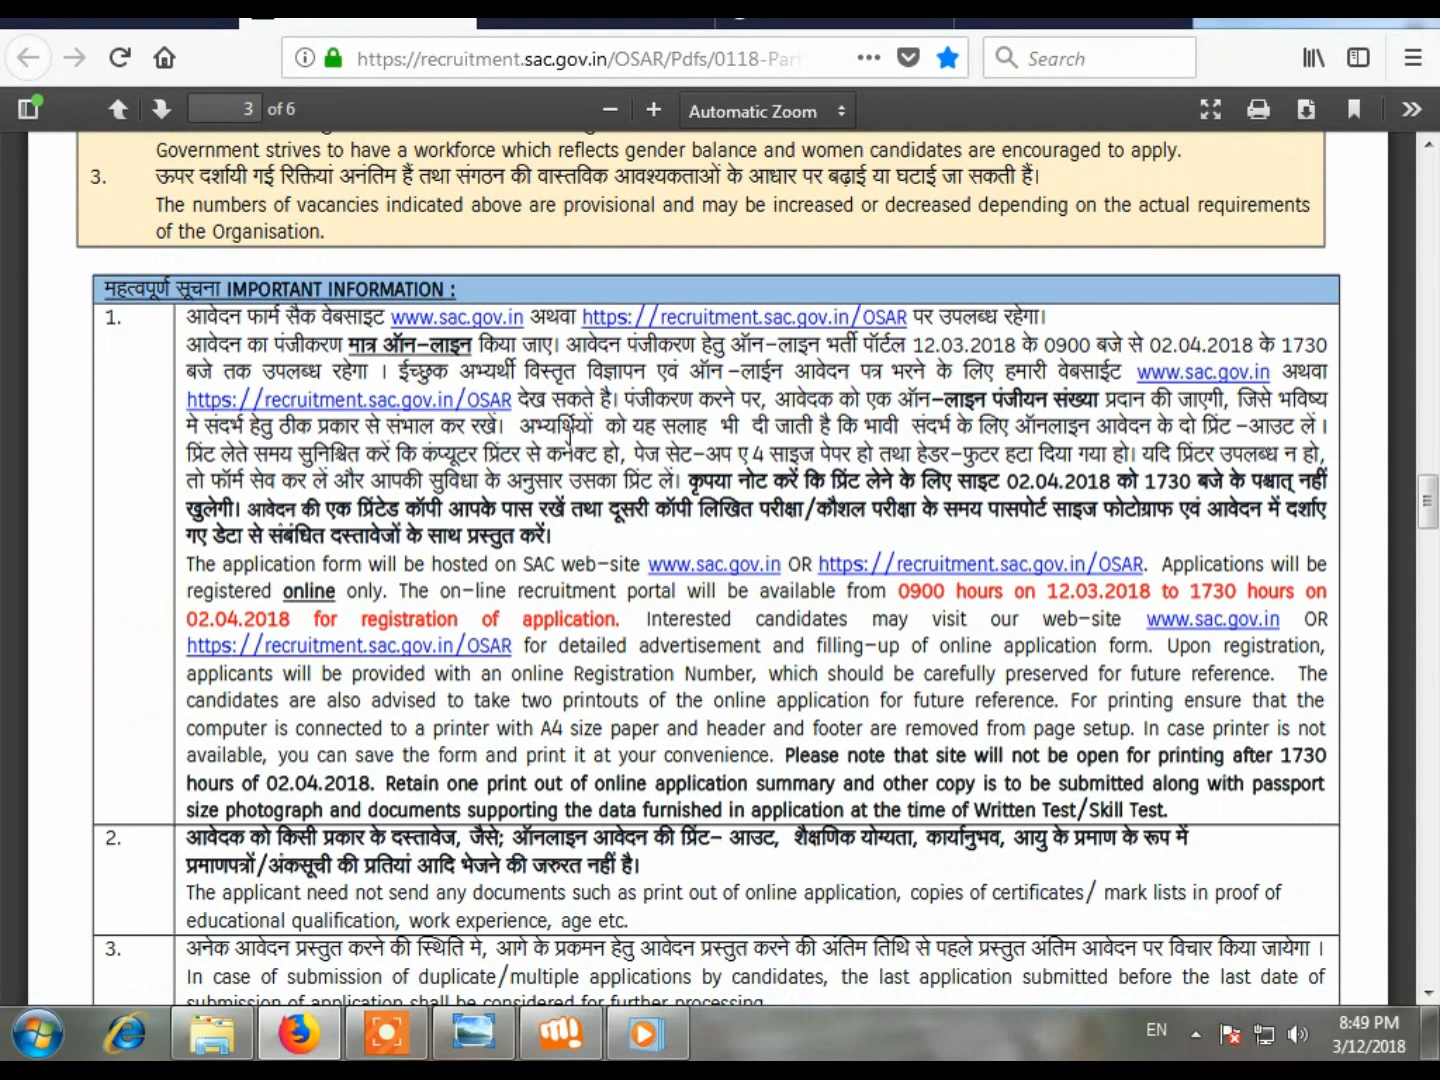 https://recruitment.sac.gov.in/OSAR/Pdfs/0118-Part
Search
3 of 6
Automatic Zoom
Government strives to have a workforce which reflects gender balance and women candidates are encouraged to apply.
3. ऊपर दर्शायी गई रिक्तियां अनंतिम हैं तथा संगठन की वास्तविक आवश्यकताओं के आधार पर बढ़ाई या घटाई जा सकती हैं।
The numbers of vacancies indicated above are provisional and may be increased or decreased depending on the actual requirements
of the Organisation.
महत्वपूर्ण सूचना IMPORTANT INFORMATION :
1. आवेदन फार्म सैक वेबसाइट www.sac.gov.in अथवा https://recruitment.sac.gov.in/OSAR पर उपलब्ध रहेगा।
आवेदन का पंजीकरण मात्र ऑन-लाइन किया जाए। आवेदन पंजीकरण हेतु ऑन-लाइन भर्ती पॉर्टल 12.03.2018 के 0900 बजे से 02.04.2018 के 1730
बजे तक उपलब्ध रहेगा । ईच्छुक अभ्यर्थी विस्तृत विज्ञापन एवं ऑन-लाईन आवेदन पत्र भरने के लिए हमारी वेबसाईट www.sac.gov.in अथवा
https://recruitment.sac.gov.in/OSAR देख सकते है। पंजीकरण करने पर, आवेदक को एक ऑन-लाइन पंजीयन संख्या प्रदान की जाएगी, जिसे भविष्य
मे संदर्भ हेतु ठीक प्रकार से संभाल कर रखें। अभ्यर्थियों को यह सलाह भी दी जाती है कि भावी संदर्भ के लिए ऑनलाइन आवेदन के दो प्रिंट-आउट लें ।
प्रिंट लेते समय सुनिश्चित करें कि कंप्यूटर प्रिंटर से कनेक्ट हो, पेज सेट-अप ए 4 साइज पेपर हो तथा हेडर-फुटर हटा दिया गया हो। यदि प्रिंटर उपलब्ध न हो,
तो फॉर्म सेव कर लें और आपकी सुविधा के अनुसार उसका प्रिंट लें। कृपया नोट करें कि प्रिंट लेने के लिए साइट 02.04.2018 को 1730 बजे के पश्चात् नहीं
खुलेगी। आवेदन की एक प्रिंटेड कॉपी आपके पास रखें तथा दूसरी कॉपी लिखित परीक्षा/कौशल परीक्षा के समय पासपोर्ट साइज फोटोग्राफ एवं आवेदन में दर्शाए
गए डेटा से संबंधित दस्तावेजों के साथ प्रस्तुत करें।
The application form will be hosted on SAC web-site www.sac.gov.in OR https://recruitment.sac.gov.in/OSAR. Applications will be
registered online only. The on-line recruitment portal will be available from 0900 hours on 12.03.2018 to 1730 hours on
02.04.2018 for registration of application. Interested candidates may visit our web-site www.sac.gov.in OR
https://recruitment.sac.gov.in/OSAR for detailed advertisement and filling-up of online application form. Upon registration,
applicants will be provided with an online Registration Number, which should be carefully preserved for future reference. The
candidates are also advised to take two printouts of the online application for future reference. For printing ensure that the
computer is connected to a printer with A4 size paper and header and footer are removed from page setup. In case printer is not
available, you can save the form and print it at your convenience. Please note that site will not be open for printing after 1730
hours of 02.04.2018. Retain one print out of online application summary and other copy is to be submitted along with passport
size photograph and documents supporting the data furnished in application at the time of Written Test/Skill Test.
2. आवेदक को किसी प्रकार के दस्तावेज, जैसे; ऑनलाइन आवेदन की प्रिंट- आउट, शैक्षणिक योग्यता, कार्यानुभव, आयु के प्रमाण के रूप में
प्रमाणपत्रों/अंकसूची की प्रतियां आदि भेजने की जरुरत नहीं है।
The applicant need not send any documents such as print out of online application, copies of certificates/ mark lists in proof of
educational qualification, work experience, age etc.
3. अनेक आवेदन प्रस्तुत करने की स्थिति मे, आगे के प्रकमन हेतु आवेदन प्रस्तुत करने की अंतिम तिथि से पहले प्रस्तुत अंतिम आवेदन पर विचार किया जायेगा ।
In case of submission of duplicate/multiple applications by candidates, the last application submitted before the last date of
submission of application shall be considered for further processing
EN
8:49 PM
3/12/2018